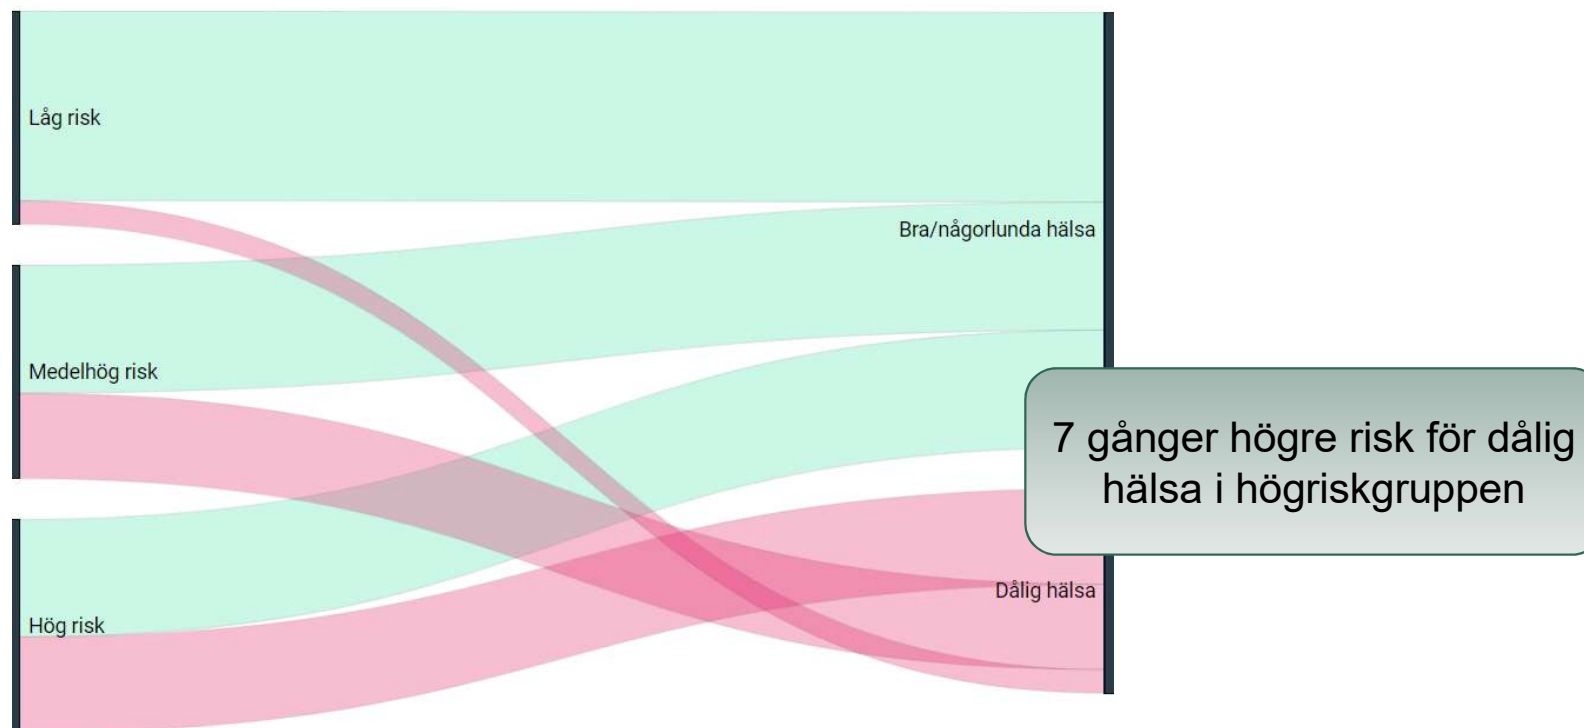 Låg risk
Bra/någorlunda hälsa
Medelhög risk
7 gånger högre risk för dålig
hälsa i högriskgruppen
Dålig hälsa
Hög risk